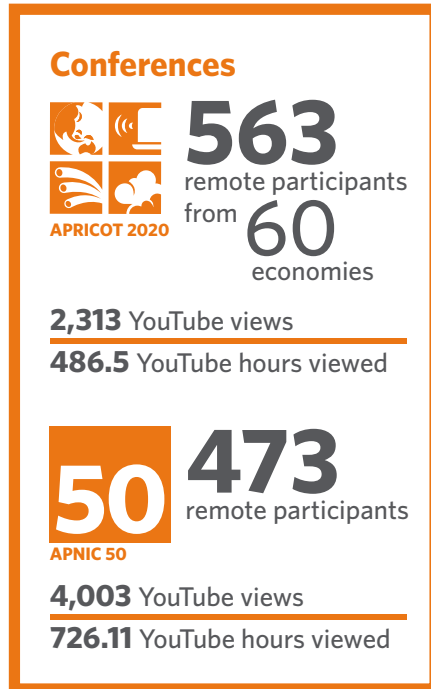 Conferences
563
remote participants
from 60
economies
APRICOT 2020
2,313 YouTube views
486.5 YouTube hours viewed
50
APNIC 50
473
remote participants
4,003 YouTube views
726.11 YouTube hours viewed